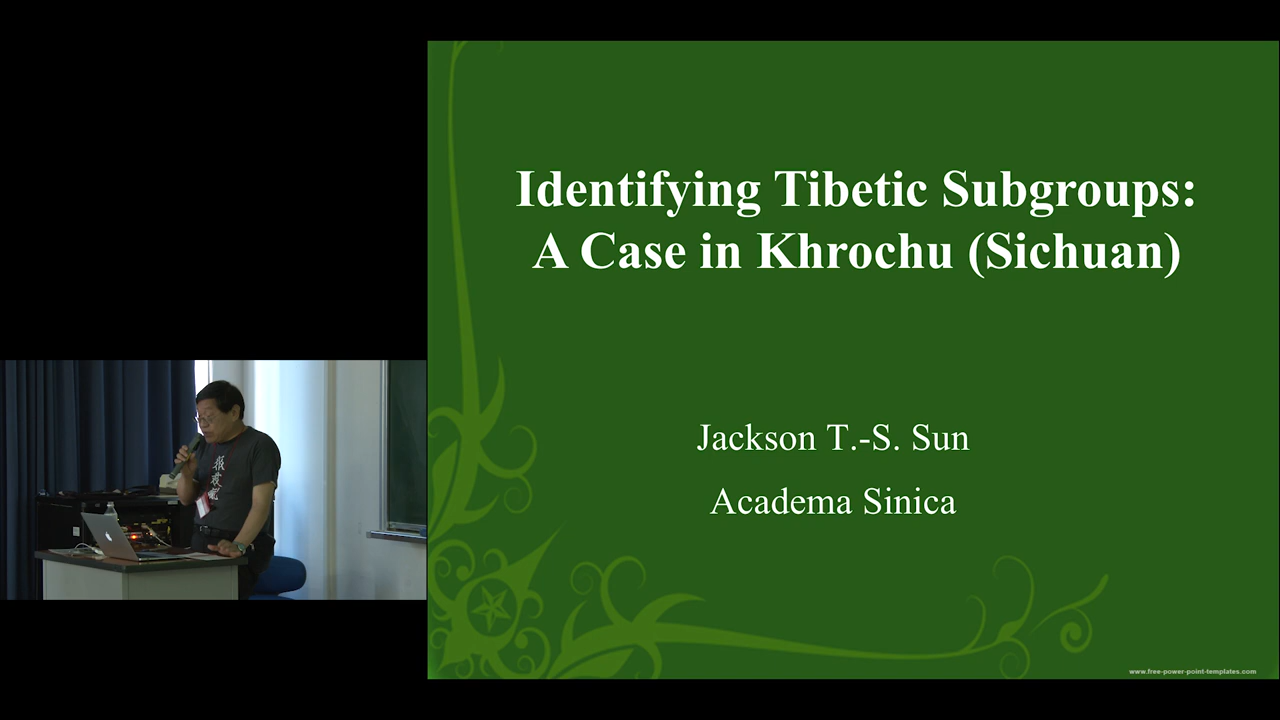 Identifying Tibetic Subgroups:
A Case in Khrochu (Sichuan)
Jackson T.-S. Sun
Academa Sinica
www.free-power-point-templates.com